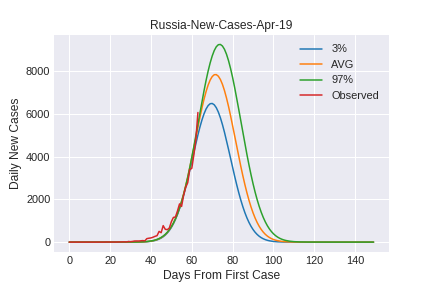 Russia-New-Cases-Apr-19
3%
AVG
97%
Observed
Daily New Cases
8000
6000
4000
2000
0
0 20 40 60 80 100 120 140
Days From First Case